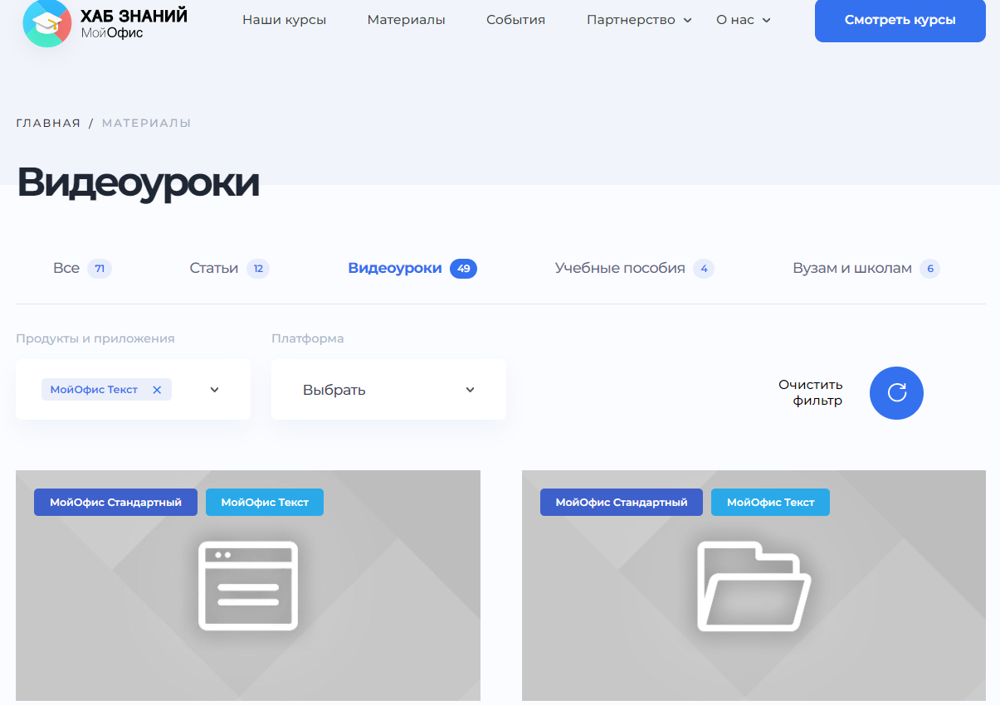 ХАБ ЗНАНИЙ
МойОфис
Наши курсы
Материалы
События
Партнерство
О нас
Смотреть курсы
ГЛАВНАЯ / МАТЕРИАЛЫ
Видеоуроки
Все 71
Статьи 12
Видеоуроки 49
Учебные пособия 4
Вузам и школам 6
Продукты и приложения
Платформа
МойОфис Текст
Выбрать
Очистить
фильтр
МойОфис Стандартный
МойОфис Текст
МойОфис Стандартный
МойОфис Текст